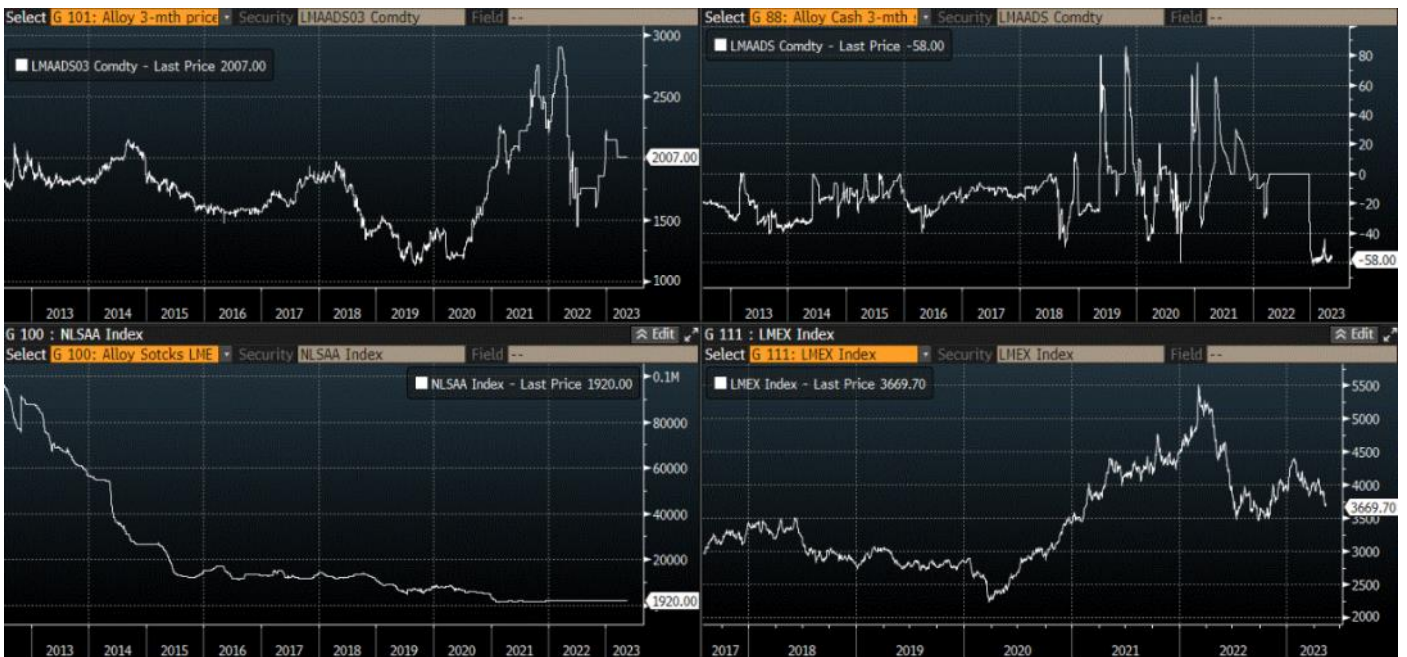 Select G 101: Alloy 3-mth price Security LMAADS03 Comdty Field --
LMAADS03 Comdty - Last Price 2007.00
3000
2500
2007.00
1500
1000
2013 2014 2015 2016 2017 2018 2019 2020 2021 2022 2023
Select G 88: Alloy Cash 3-mth Security LMAADS Comdty Field --
LMAADS Comdty - Last Price -58.00
80
60
40
20
0
-20
-40
-58.00
2013 2014 2015 2016 2017 2018 2019 2020 2021 2022 2023
G 100 : NLSAA Index Edit
Select G 100: Alloy Sotcks LME Security NLSAA Index Field --
NLSAA Index - Last Price 1920.00
0.1M
80000
60000
40000
20000
1920.00
2013 2014 2015 2016 2017 2018 2019 2020 2021 2022 2023
G 111 : LMEX Index Edit
Select G 111: LMEX Index Security LMEX Index Field --
LMEX Index - Last Price 3669.70
5500
5000
4500
4000
3669.70
3500
3000
2500
2000
2017 2018 2019 2020 2021 2022 2023